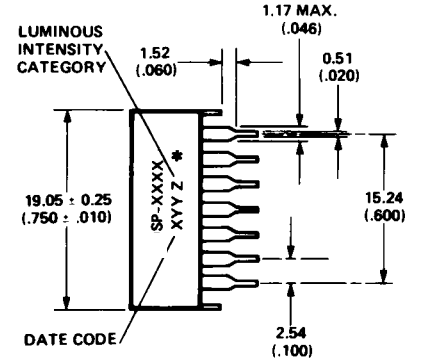 LUMINOUS
INTENSITY
CATEGORY
1.52
(.060)
1.17 MAX.
(.046)
0.51
(.020)
19.05 ± 0.25
(.750 ± .010)
SP-XXXX
XYY Z *
15.24
(.600)
2.54
(.100)
DATE CODE